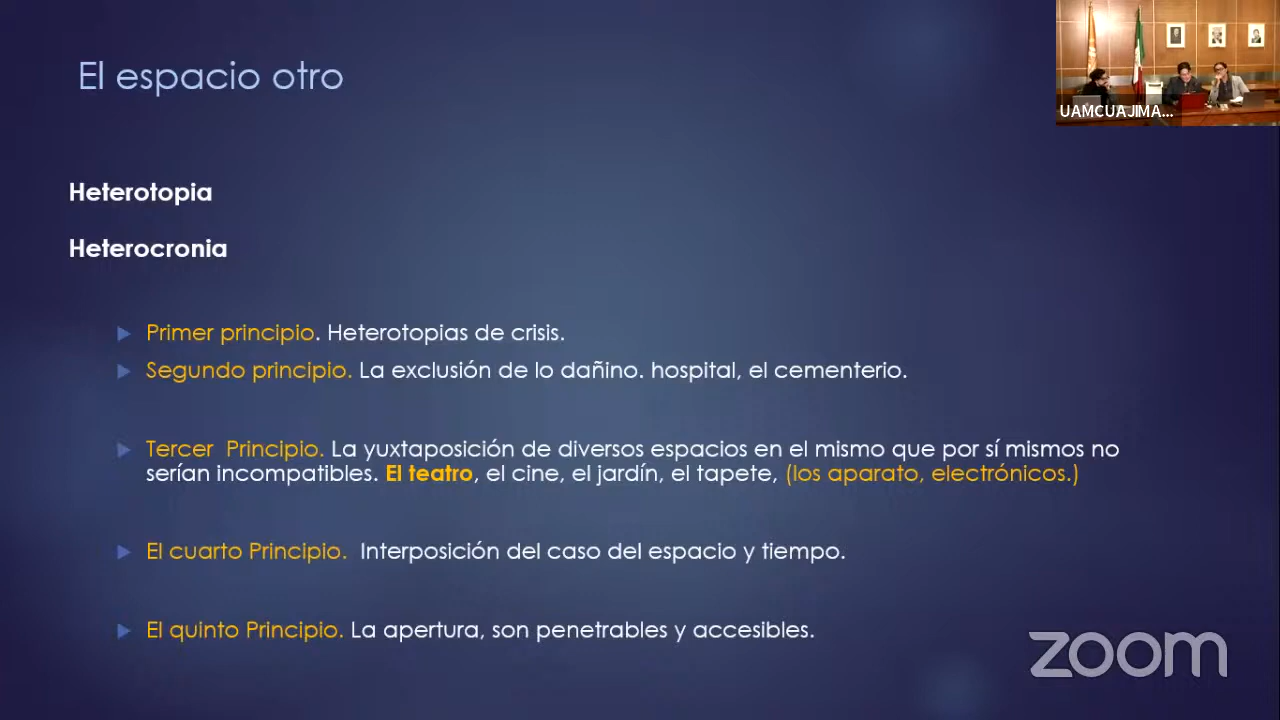 El espacio otro
UAMCUAJIMA...
Heterotopia
Heterocronia
Primer principio. Heterotopias de crisis.
Segundo principio. La exclusión de lo dañino. hospital, el cementerio.
Tercer Principio. La yuxtaposición de diversos espacios en el mismo que por sí mismos no
serían incompatibles. El teatro, el cine, el jardín, el tapete, (los aparato, electrónicos.)
El cuarto Principio. Interposición del caso del espacio y tiempo.
El quinto Principio. La apertura, son penetrables y accesibles.
zoom